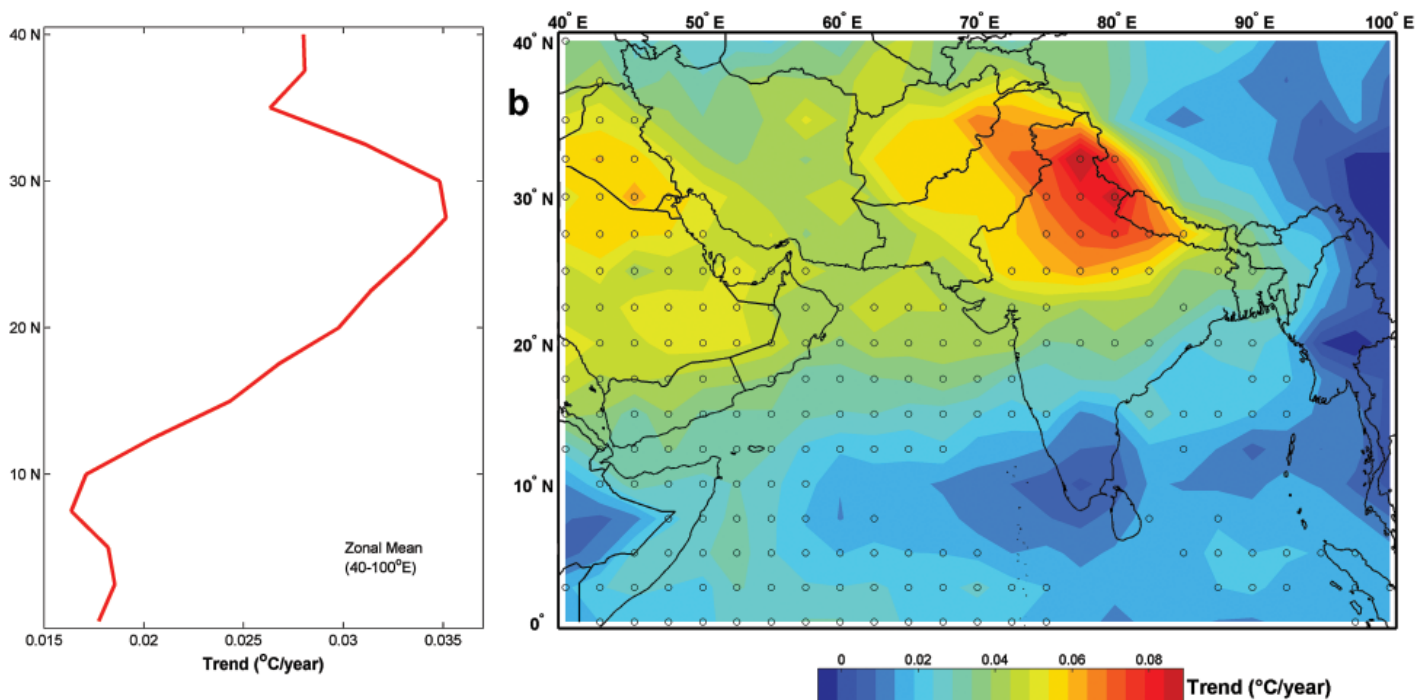 40 N
30 N
20 N
10 N
Zonal Mean
(40-100°E)
0.015 0.02 0.025 0.03 0.035
Trend (°C/year)
b
40° E 50° E 60° E 70° E 80° E 90° E 100° E
40° N
30° N
20° N
10° N
0°
0 0.02 0.04 0.06 0.08
Trend (°C/year)